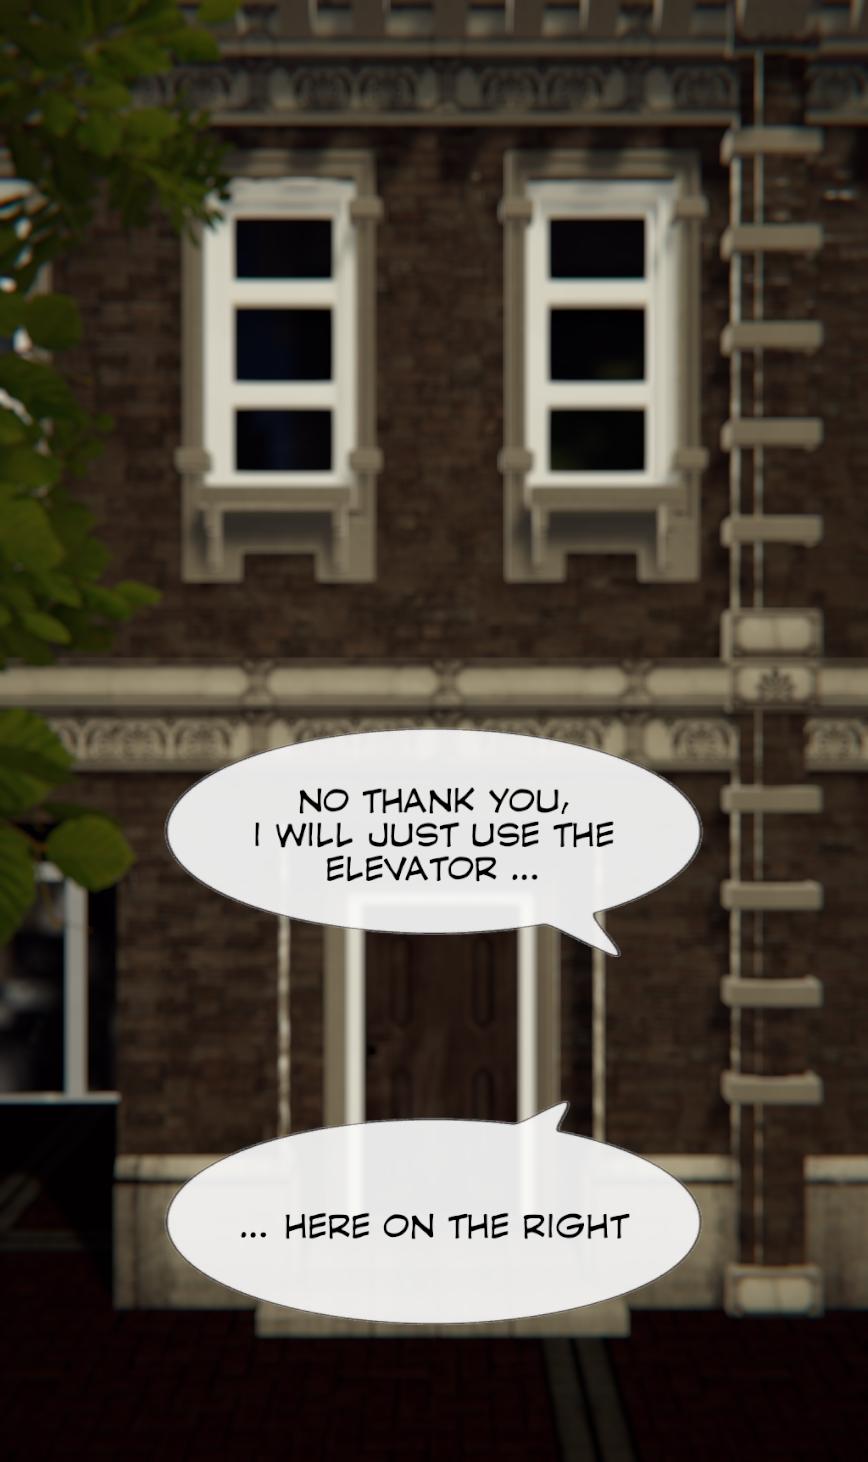 NO THANK YOU,
I WILL JUST USE THE
ELEVATOR ...
... HERE ON THE RIGHT